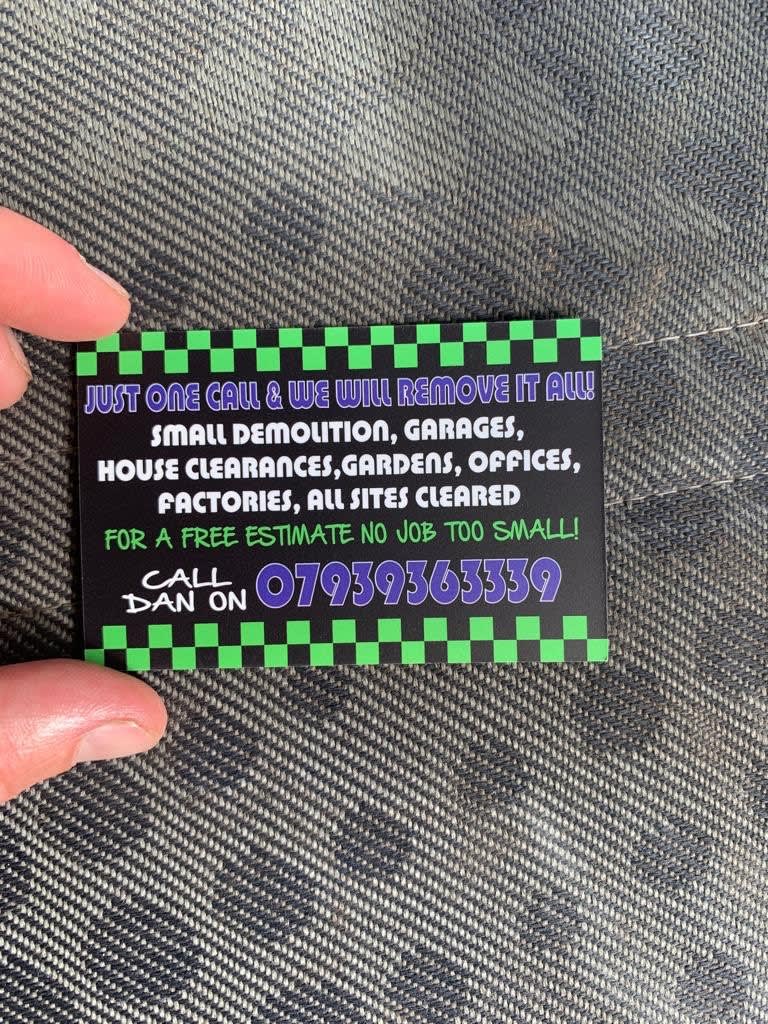 JUST ONE CALL & WE WILL REMOVE IT ALL!
SMALL DEMOLITION, GARAGES,
HOUSE CLEARANCES,GARDENS, OFFICES,
FACTORIES, ALL SITES CLEARED
FOR A FREE ESTIMATE NO JOB TOO SMALL!
CALL
DAN ON 07939363339